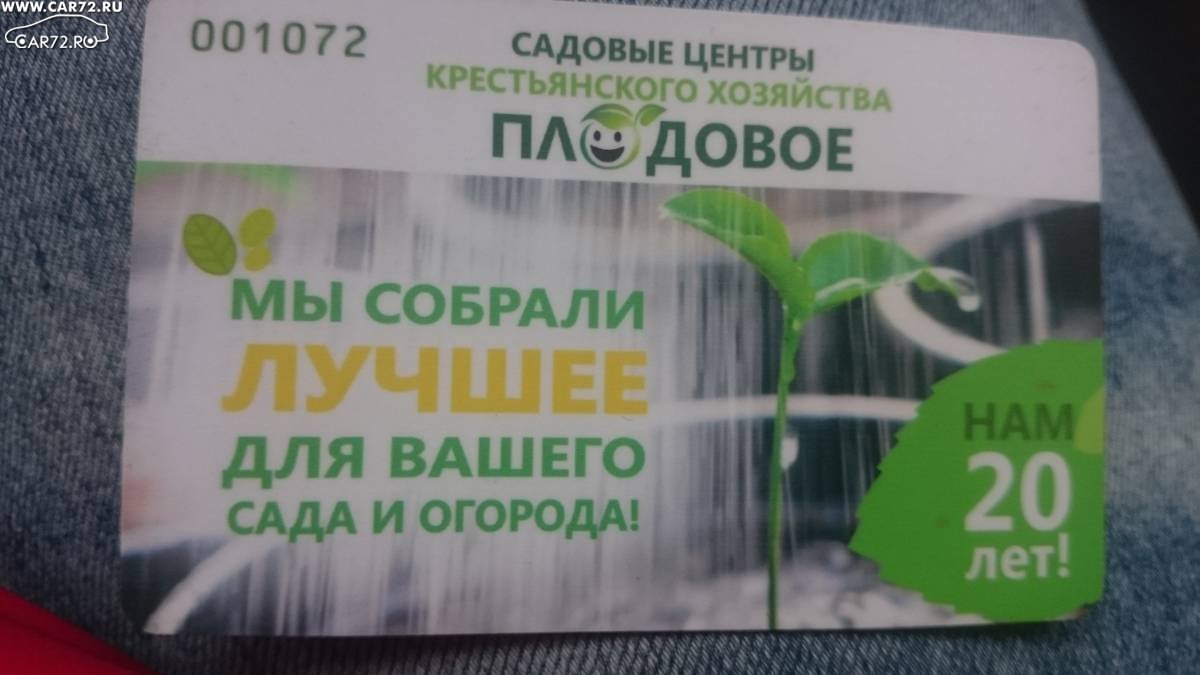 WWW.CAR72.RU
CAR72.RU
001072
САДОВЫЕ ЦЕНТРЫ
КРЕСТЬЯНСКОГО ХОЗЯЙСТВА
ПЛОДОВОЕ
МЫ СОБРАЛИ
ЛУЧШЕЕ
ДЛЯ ВАШЕГО
САДА И ОГОРОДА!
НАМ
20
лет!